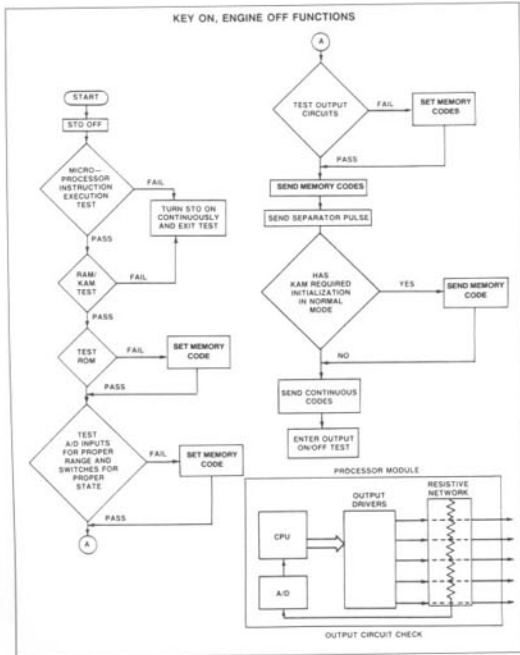 KEY ON, ENGINE OFF FUNCTIONS
START
STO OFF
MICRO—
PROCESSOR
INSTRUCTION
EXECUTION
TEST
FAIL
TURN STO ON
CONTINUOUSLY
AND EXIT TEST
PASS
RAM/
KAM
TEST
FAIL
PASS
TEST
ROM
FAIL
SET MEMORY
CODE
PASS
TEST
A/D INPUTS
FOR PROPER
RANGE AND
SWITCHES FOR
PROPER
STATE
FAIL
SET MEMORY
CODE
PASS
A
A
TEST OUTPUT
CIRCUITS
FAIL
SET MEMORY
CODES
PASS
SEND MEMORY CODES
SEND SEPARATOR PULSE
HAS
KAM REQUIRED
INITIALIZATION
IN NORMAL
MODE
YES
SEND MEMORY
CODE
NO
SEND CONTINUOUS
CODES
ENTER OUTPUT
ON/OFF TEST
PROCESSOR MODULE
OUTPUT
DRIVERS
RESISTIVE
NETWORK
CPU
A/D
OUTPUT CIRCUIT CHECK